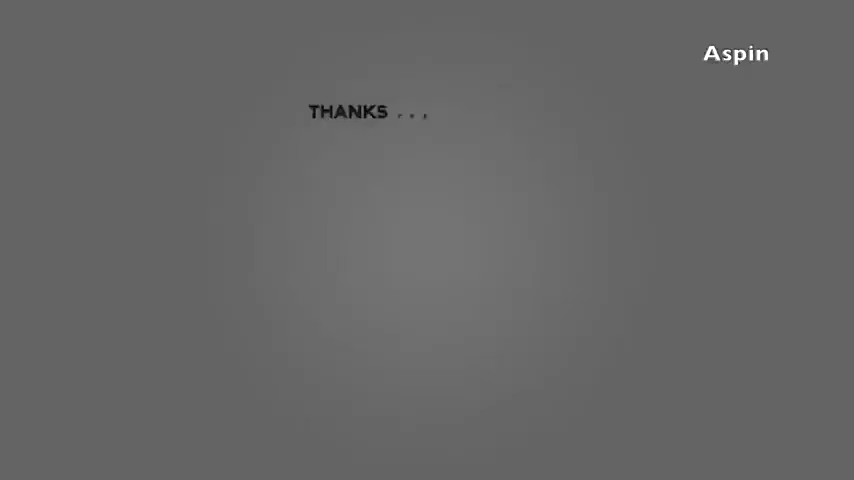 Aspin
THANKS . . .